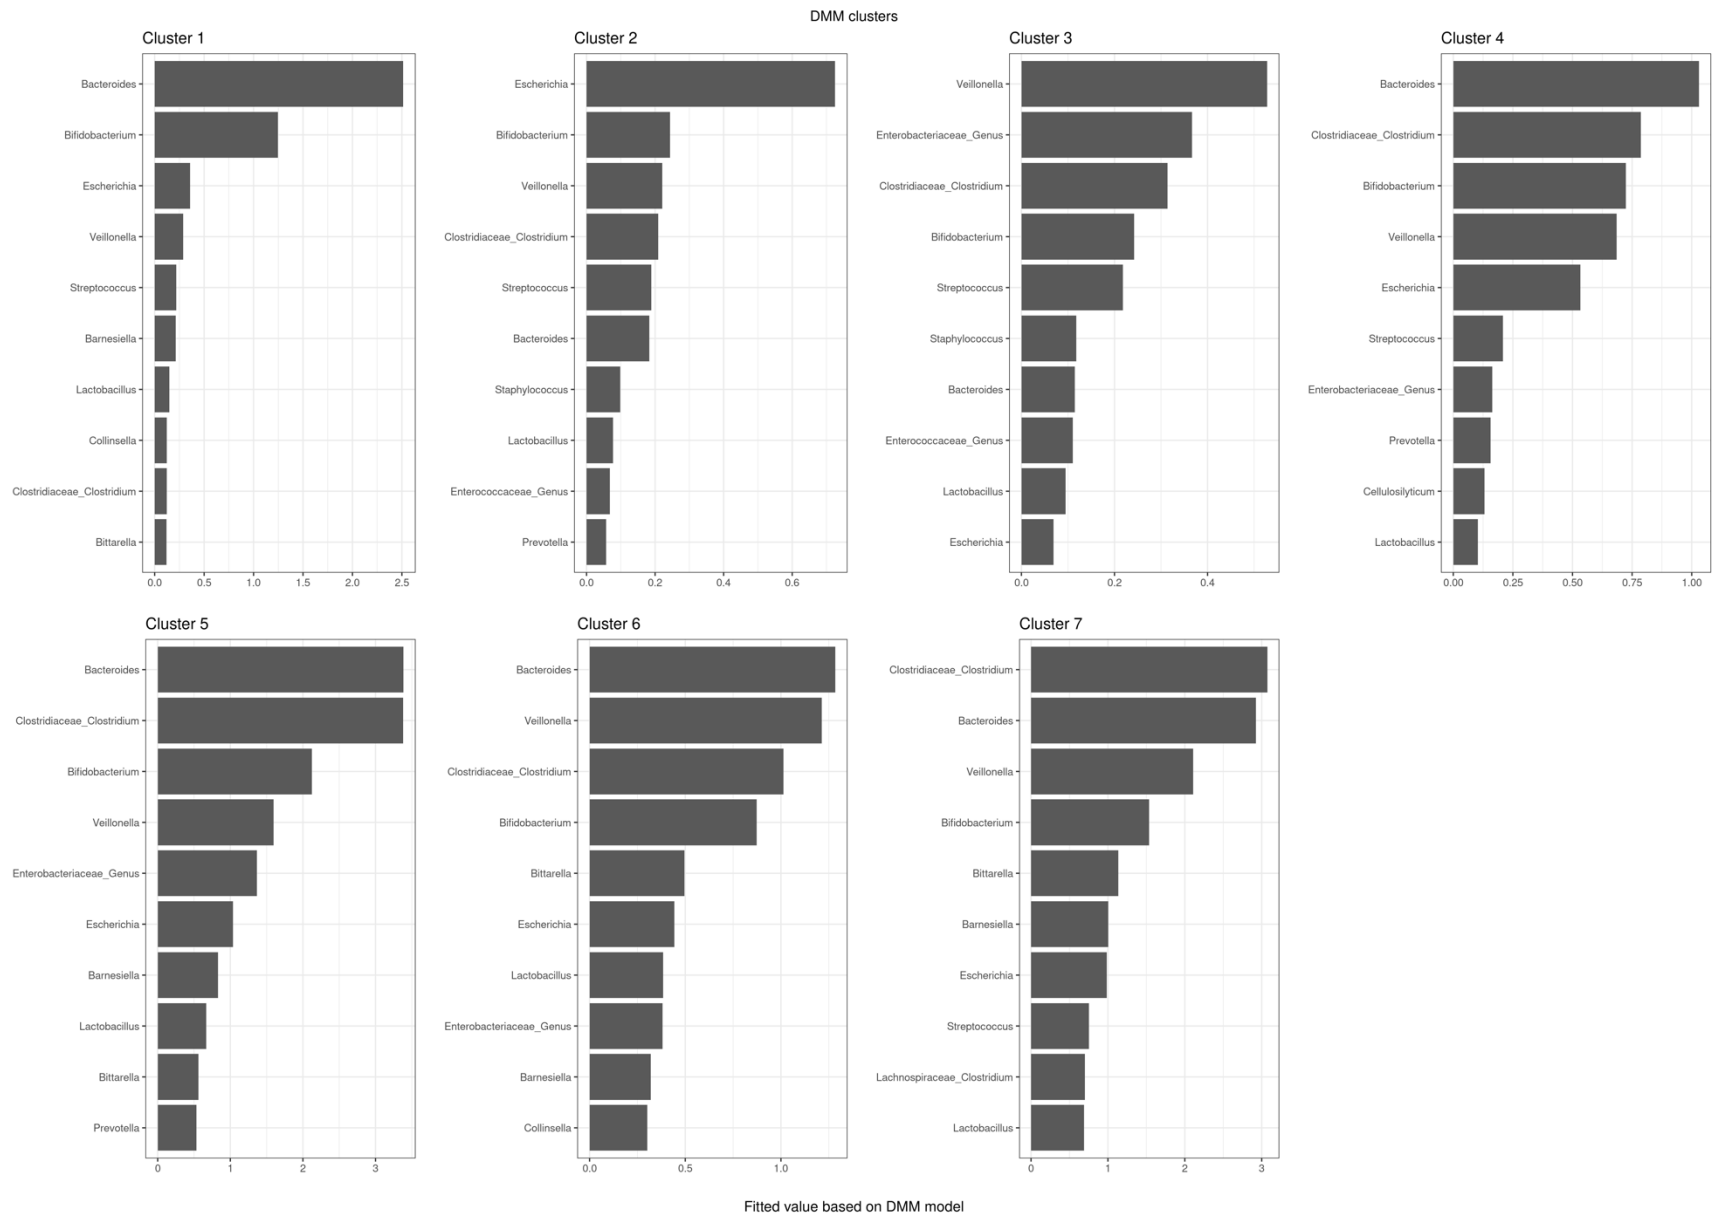 DMM clusters
Cluster 1
Bacteroides
Bifidobacterium
Escherichia
Veillonella
Streptococcus
Barnesiella
Lactobacillus
Collinsella
Clostridiaceae_Clostridium
Bittarella
0.0 0.5 1.0 1.5 2.0 2.5
Cluster 2
Escherichia
Bifidobacterium
Veillonella
Clostridiaceae_Clostridium
Streptococcus
Bacteroides
Staphylococcus
Lactobacillus
Enterococcaceae_Genus
Prevotella
0.0 0.2 0.4 0.6
Cluster 3
Veillonella
Enterobacteriaceae_Genus
Clostridiaceae_Clostridium
Bifidobacterium
Streptococcus
Staphylococcus
Bacteroides
Enterococcaceae_Genus
Lactobacillus
Escherichia
0.0 0.2 0.4
Cluster 4
Bacteroides
Clostridiaceae_Clostridium
Bifidobacterium
Veillonella
Escherichia
Streptococcus
Enterobacteriaceae_Genus
Prevotella
Cellulosilyticum
Lactobacillus
0.00 0.25 0.50 0.75 1.00
Cluster 5
Bacteroides
Clostridiaceae_Clostridium
Bifidobacterium
Veillonella
Enterobacteriaceae_Genus
Escherichia
Barnesiella
Lactobacillus
Bittarella
Prevotella
0 1 2 3
Cluster 6
Bacteroides
Veillonella
Clostridiaceae_Clostridium
Bifidobacterium
Bittarella
Escherichia
Lactobacillus
Enterobacteriaceae_Genus
Barnesiella
Collinsella
0.0 0.5 1.0
Cluster 7
Clostridiaceae_Clostridium
Bacteroides
Veillonella
Bifidobacterium
Bittarella
Barnesiella
Escherichia
Streptococcus
Lachnospiraceae_Clostridium
Lactobacillus
0 1 2 3
Fitted value based on DMM model